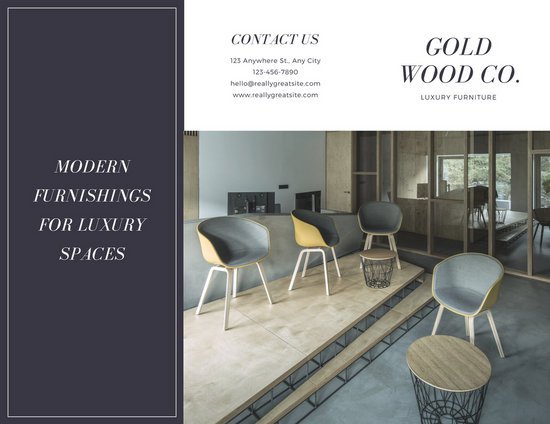 MODERN
FURNISHINGS
FOR LUXURY
SPACES
CONTACT US
123 Anywhere St., Any City
123-456-7890
hello@reallygreatsite.com
www.reallygreatsite.com
GOLD
WOOD CO.
LUXURY FURNITURE